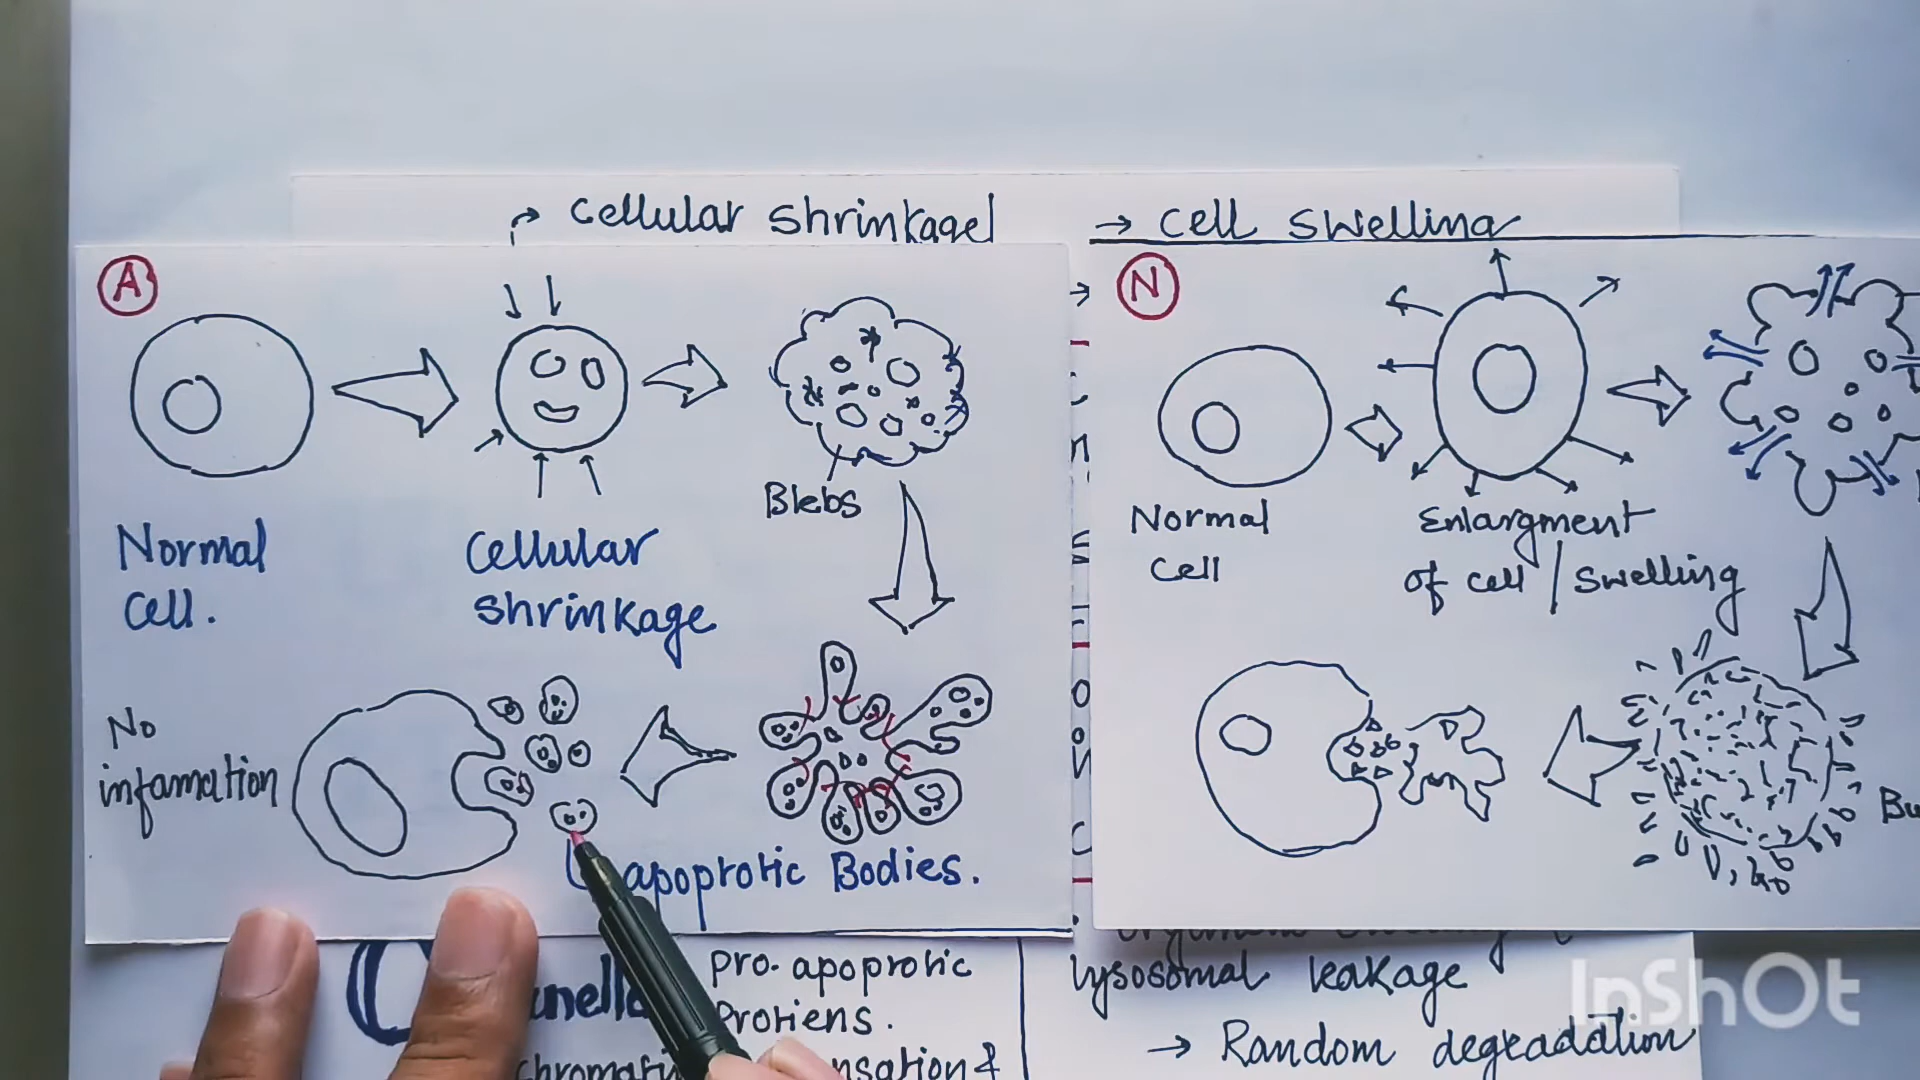 → Cellular shrinkage
→ Cell swelling
A
Normal
Cell.
Cellular
shrinkage
Blebs
No
infamation
apoprotic Bodies.
N
Normal
Cell
Enlargment
of cell / swelling
Bu
pro. apoprotic
Protiens.
lysosomal leakage
→ Random degradation
InShOt